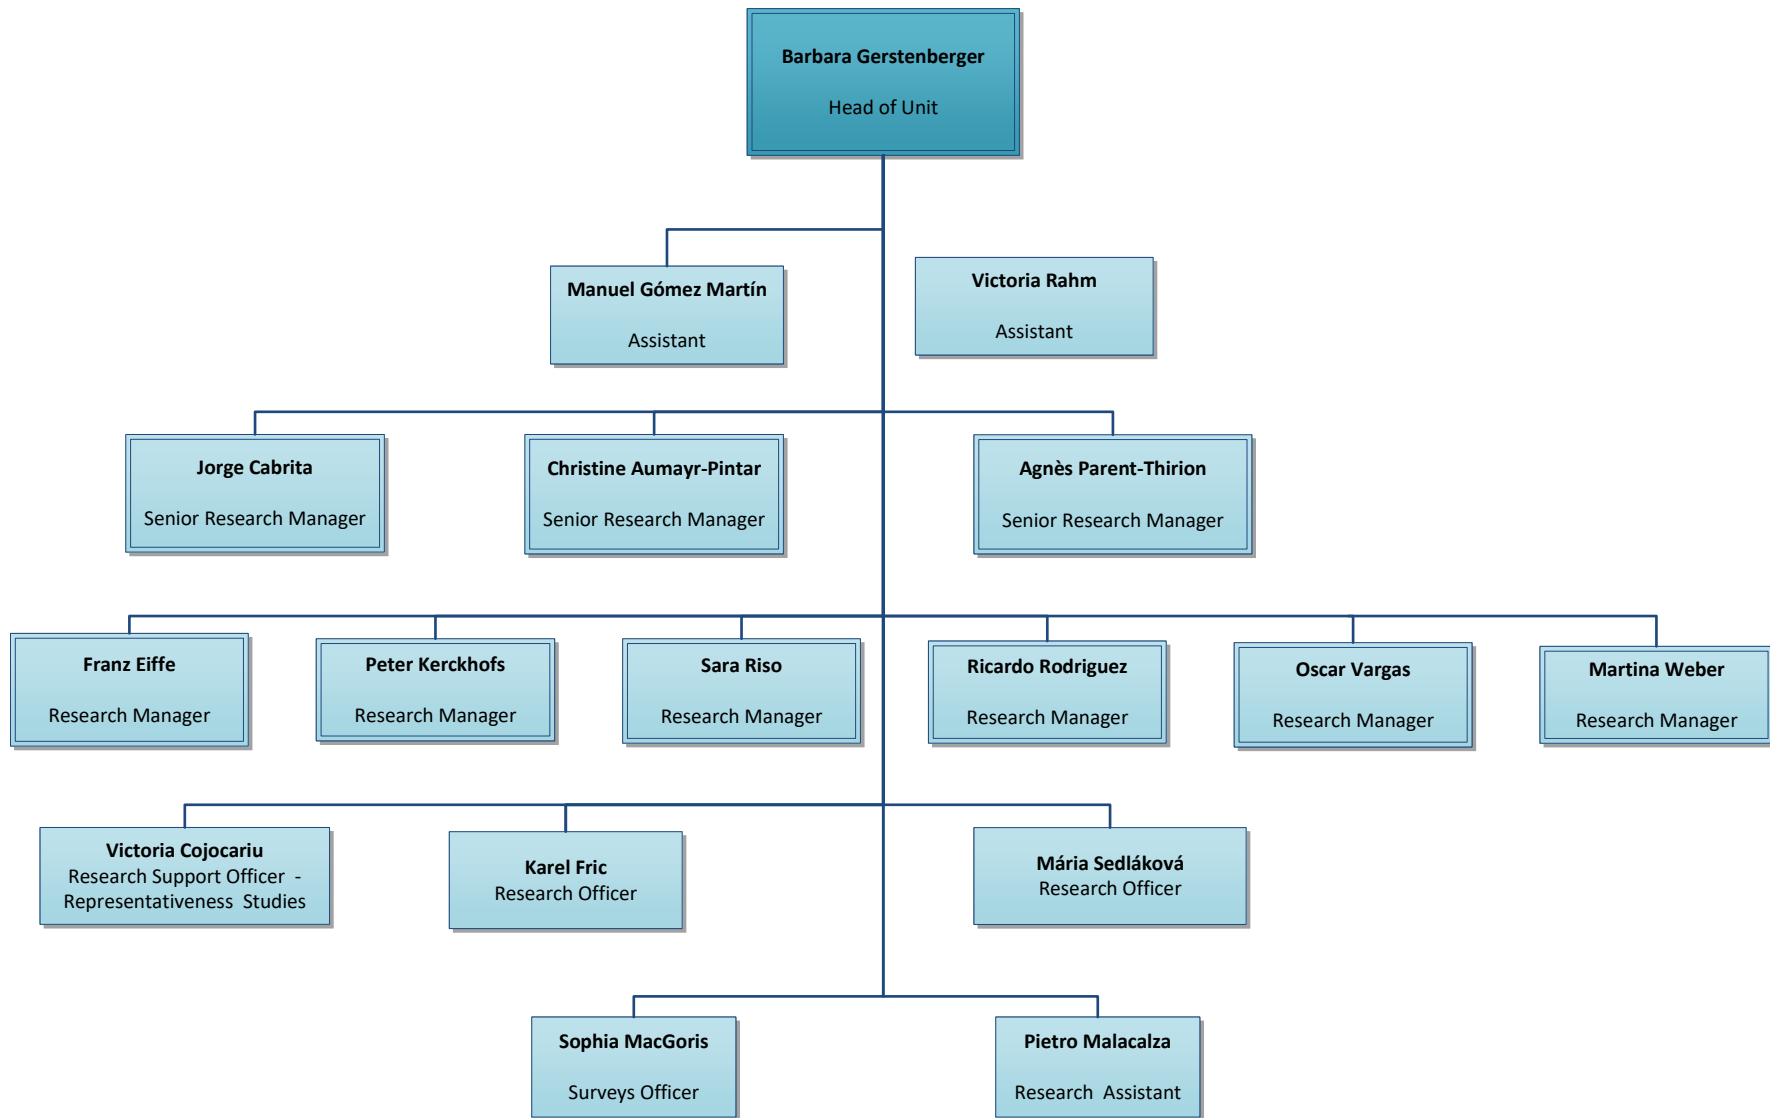 Barbara Gerstenberger
Head of Unit
Manuel Gómez Martín
Assistant
Victoria Rahm
Assistant
Jorge Cabrita
Senior Research Manager
Christine Aumayr-Pintar
Senior Research Manager
Agnès Parent-Thirion
Senior Research Manager
Franz Eiffe
Research Manager
Peter Kerckhofs
Research Manager
Sara Riso
Research Manager
Ricardo Rodriguez
Research Manager
Oscar Vargas
Research Manager
Martina Weber
Research Manager
Victoria Cojocariu
Research Support Officer -
Representativeness Studies
Karel Fric
Research Officer
Mária Sedláková
Research Officer
Sophia MacGoris
Surveys Officer
Pietro Malacalza
Research Assistant